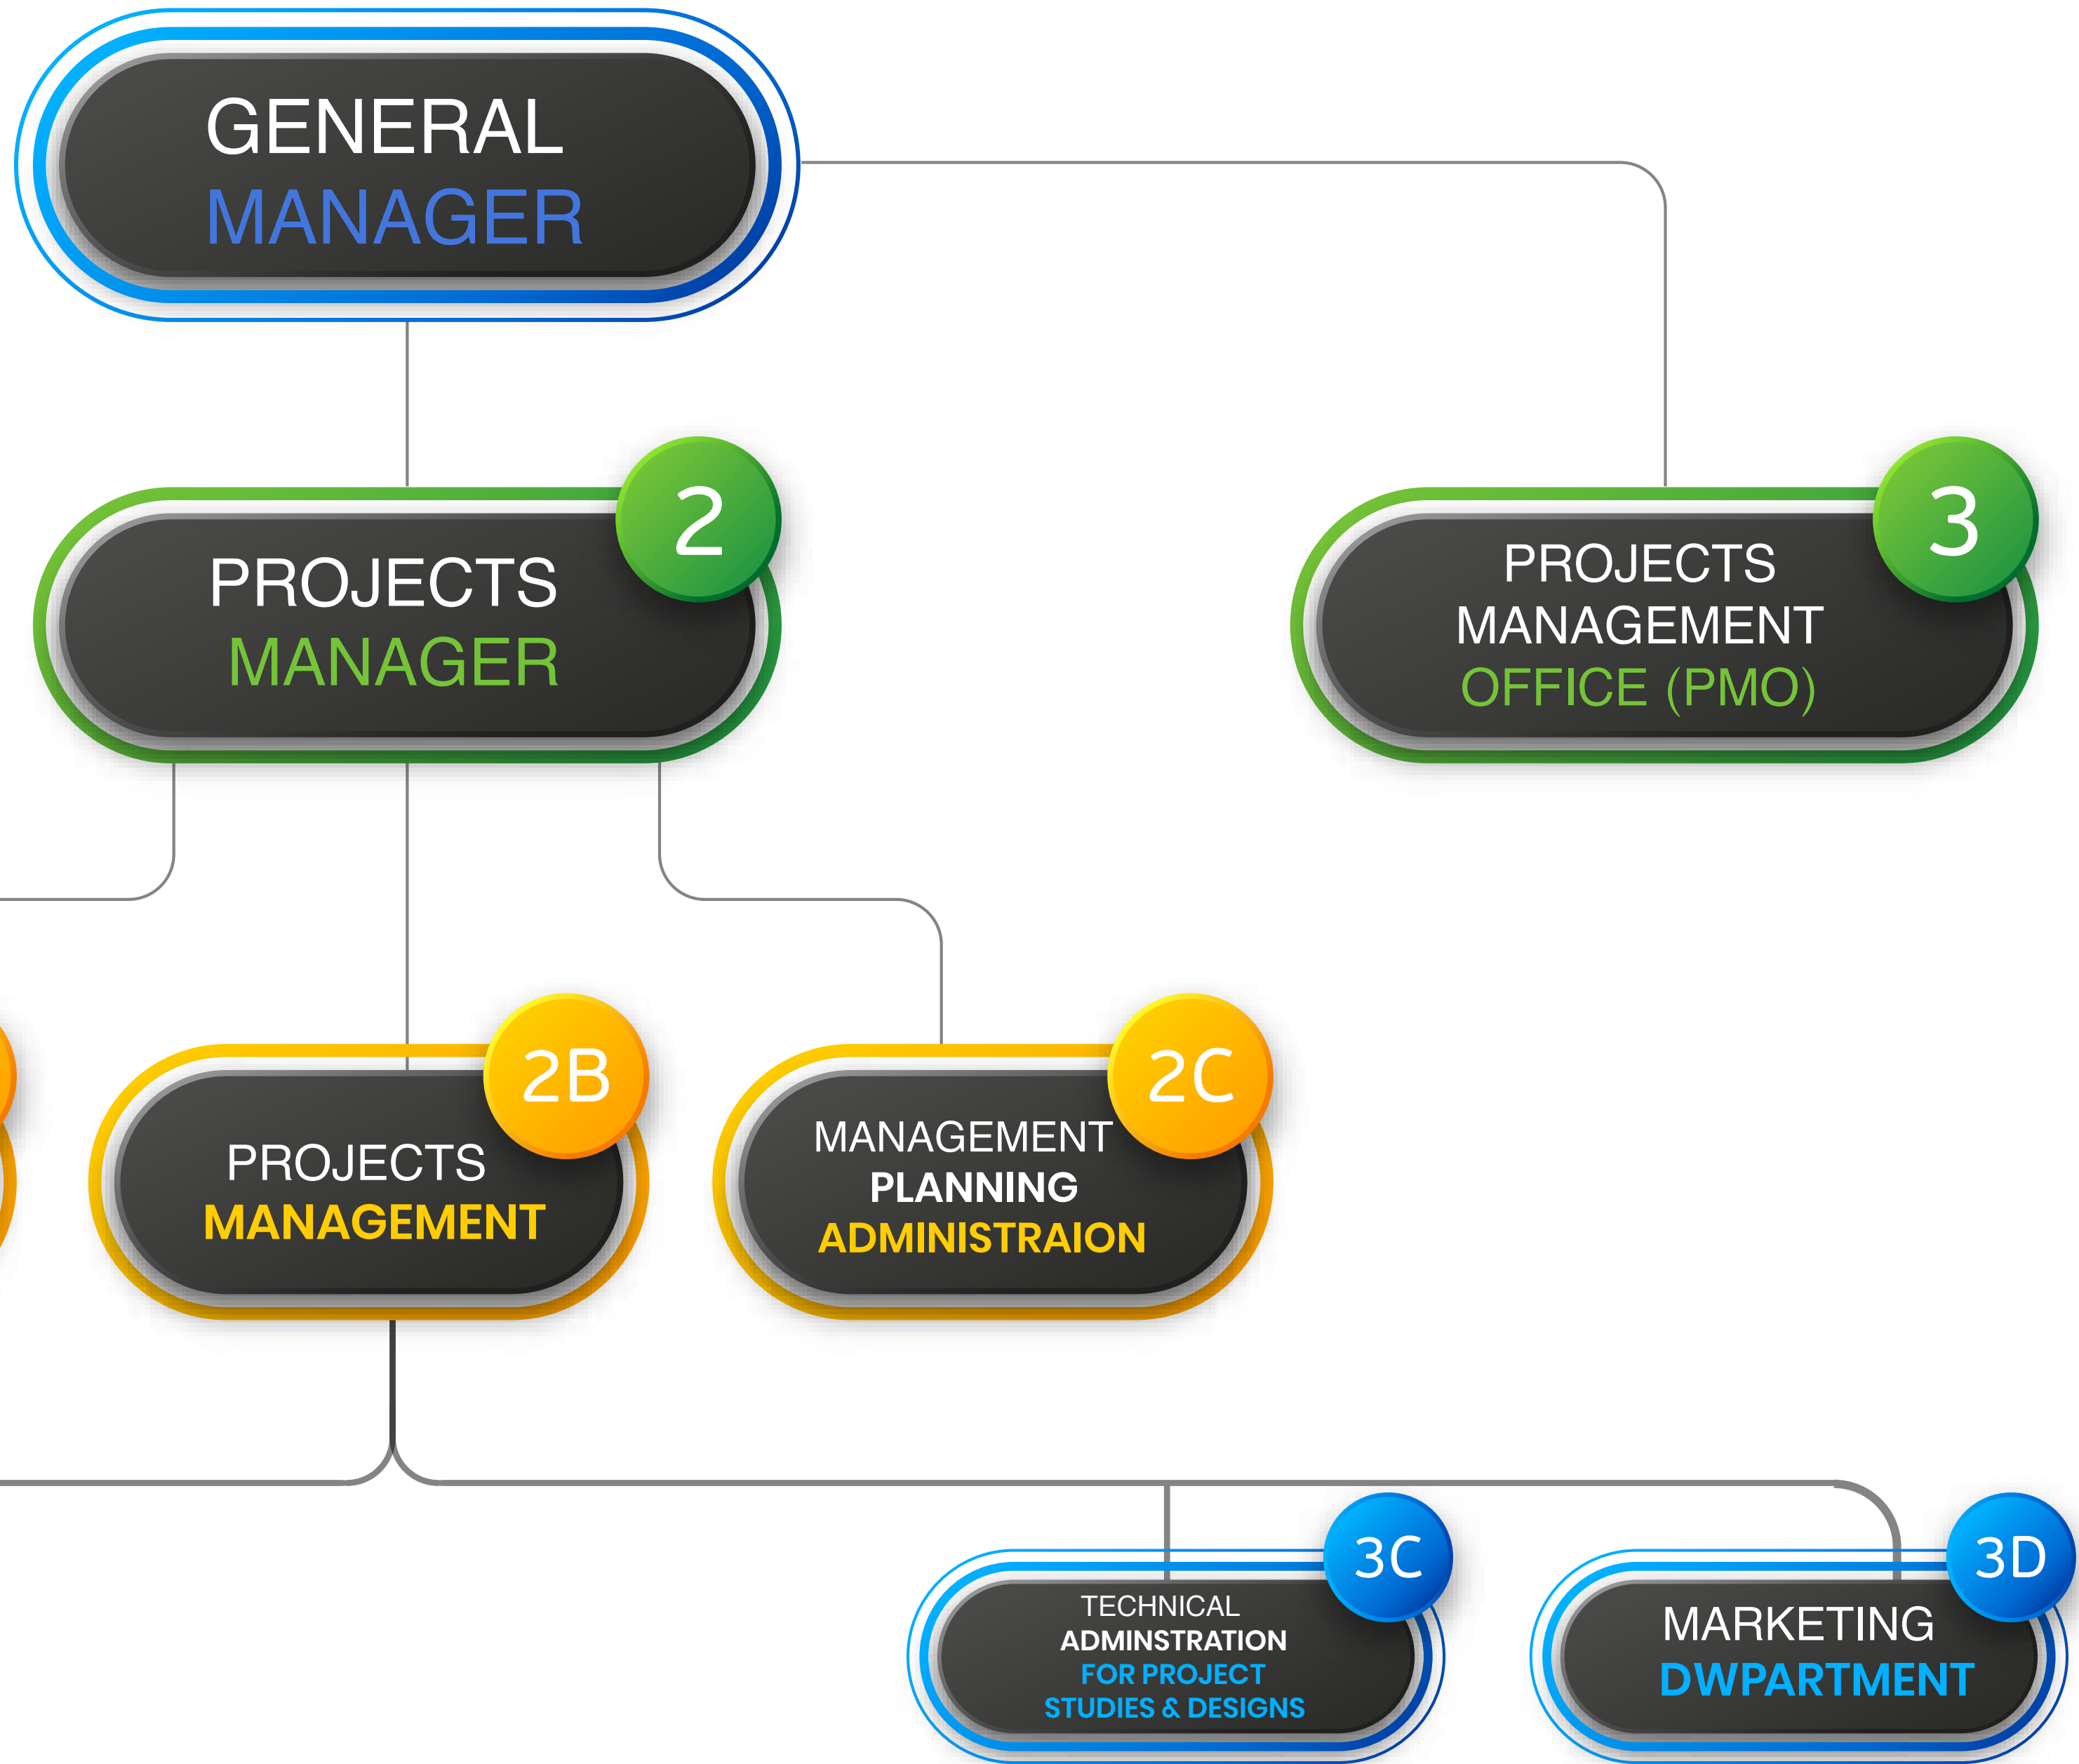 GENERAL
MANAGER
2
PROJECTS
MANAGER
3
PROJECTS
MANAGEMENT
OFFICE (PMO)
2B
PROJECTS
MANAGEMENT
2C
MANAGEMENT
PLANNING
ADMINISTRAION
3C
TECHNICAL
ADMINSTRATION
FOR PROJECT
STUDIES & DESIGNS
3D
MARKETING
DWPARTMENT